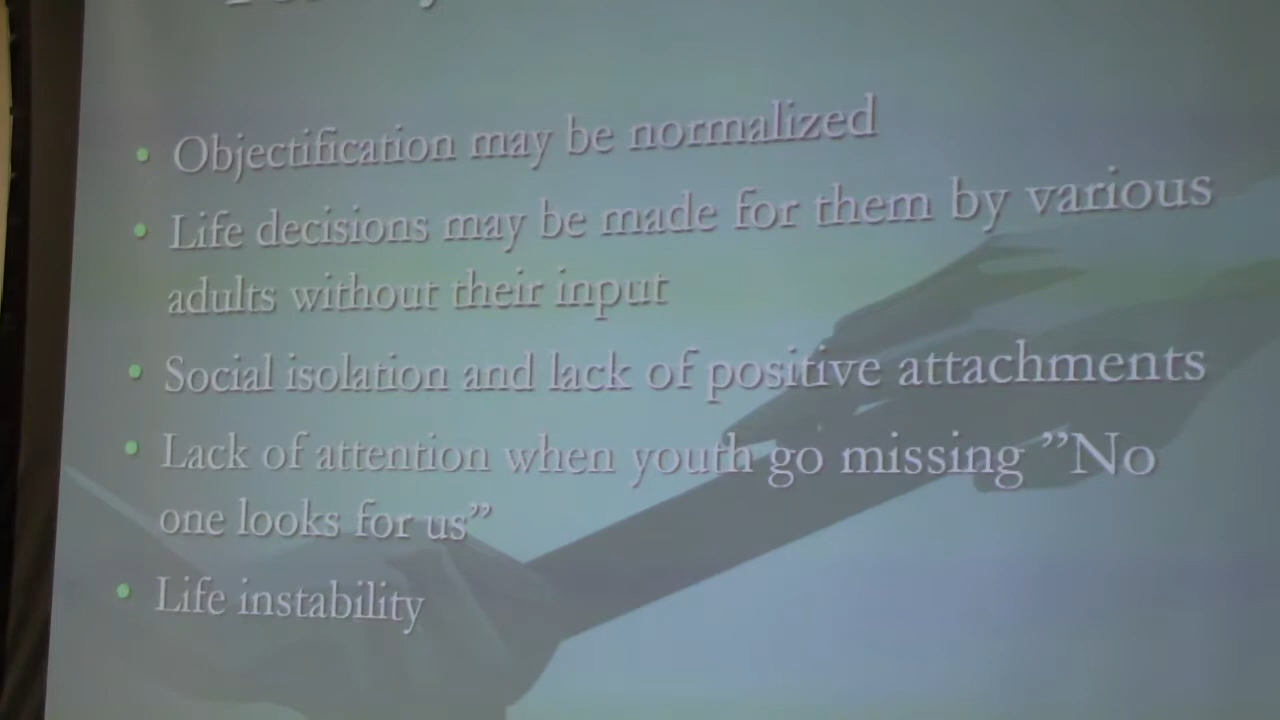 • Objectification may be normalized
• Life decisions may be made for them by various
adults without their input
• Social isolation and lack of positive attachments
• Lack of attention when youth go missing ”No
one looks for us”
• Life instability